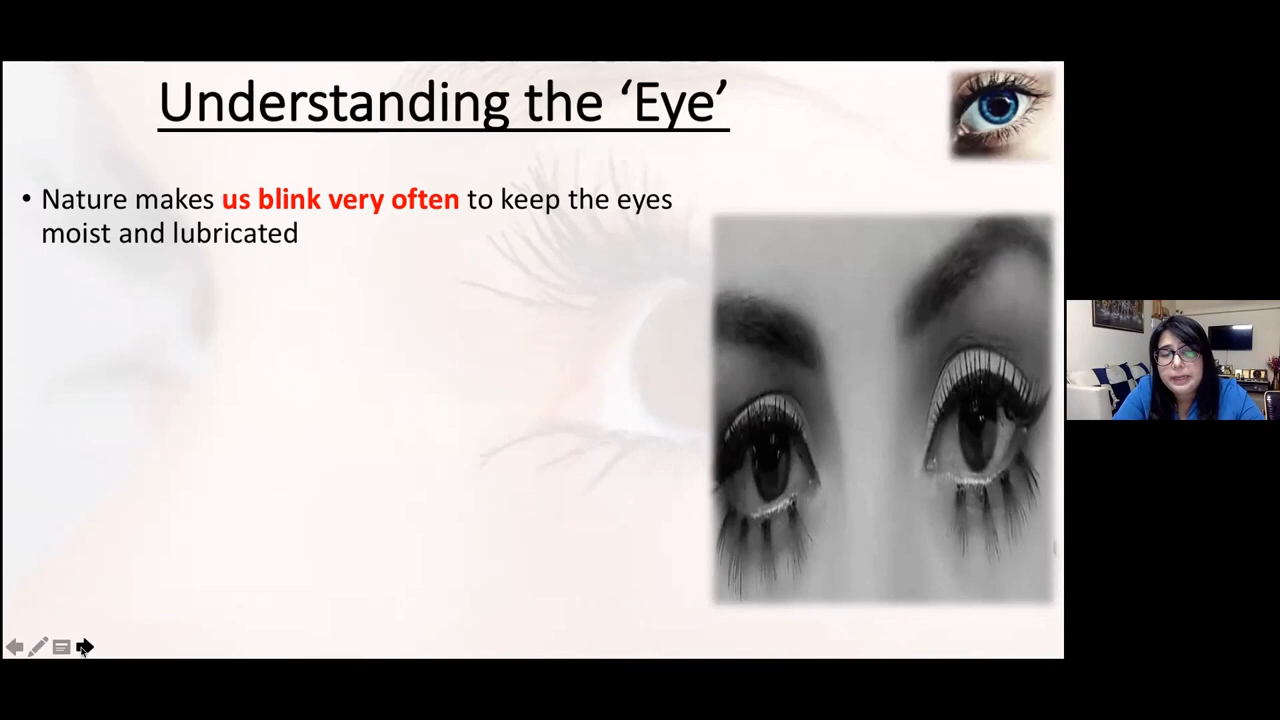 Understanding the ‘Eye’
• Nature makes us blink very often to keep the eyes
moist and lubricated